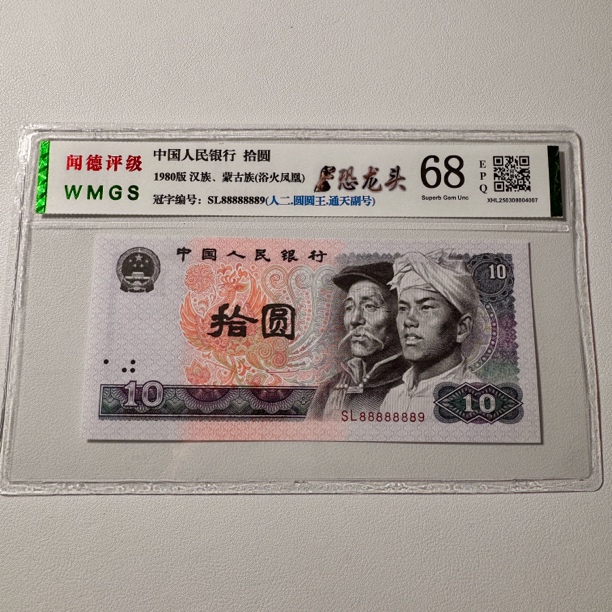 闻德评级
WMGS
中国人民银行 拾圆
1980版 汉族、蒙古族(浴火凤凰)
冠字编号: SL88888889(人二.圆圆王.通天副号)
恐龙头
68
Superb Gem Unc
EPQ
XHL250308804087
中国人民银行
拾圆
10
10
10
SL88888889